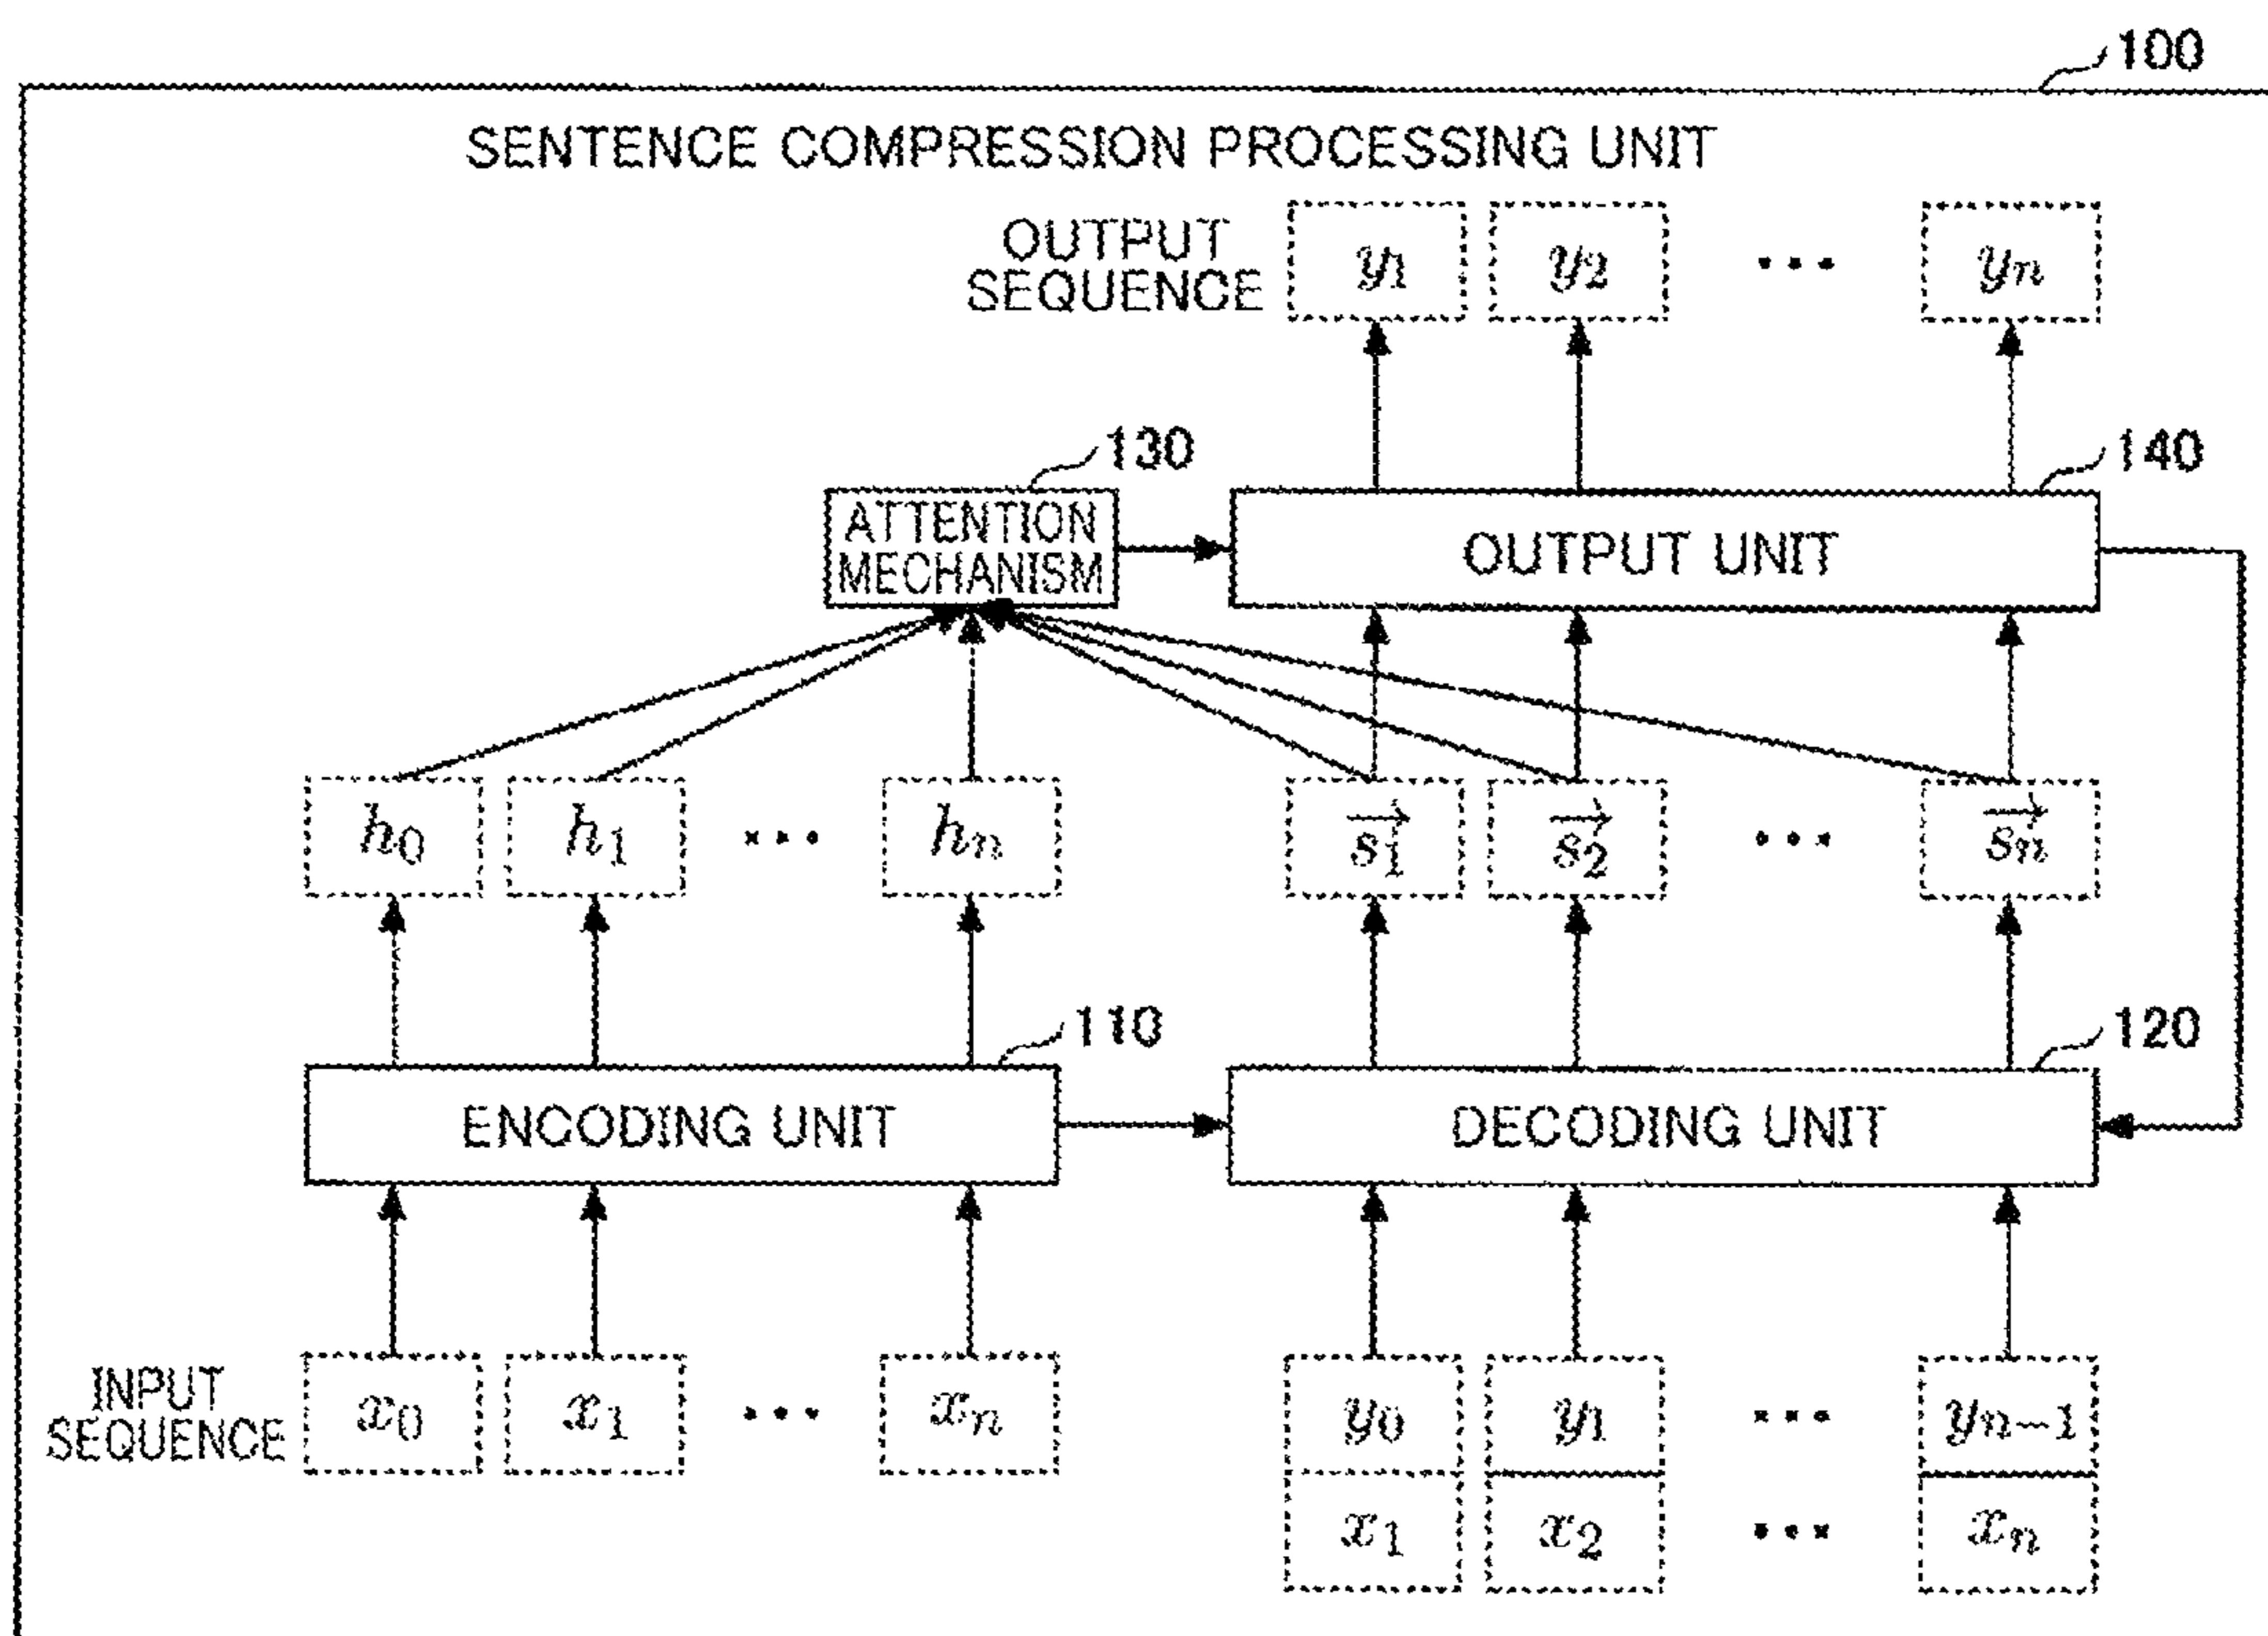 100
SENTENCE COMPRESSION PROCESSING UNIT
OUTPUT
SEQUENCE
y1 y2 ... yn
130
140
ATTENTION
MECHANISM
OUTPUT UNIT
h0 h1 ... hn
s1 s2 ... sn
110
120
ENCODING UNIT
DECODING UNIT
INPUT
SEQUENCE
x0 x1 ... xn
y0 y1 ... yn-1
x1 x2 ... xn